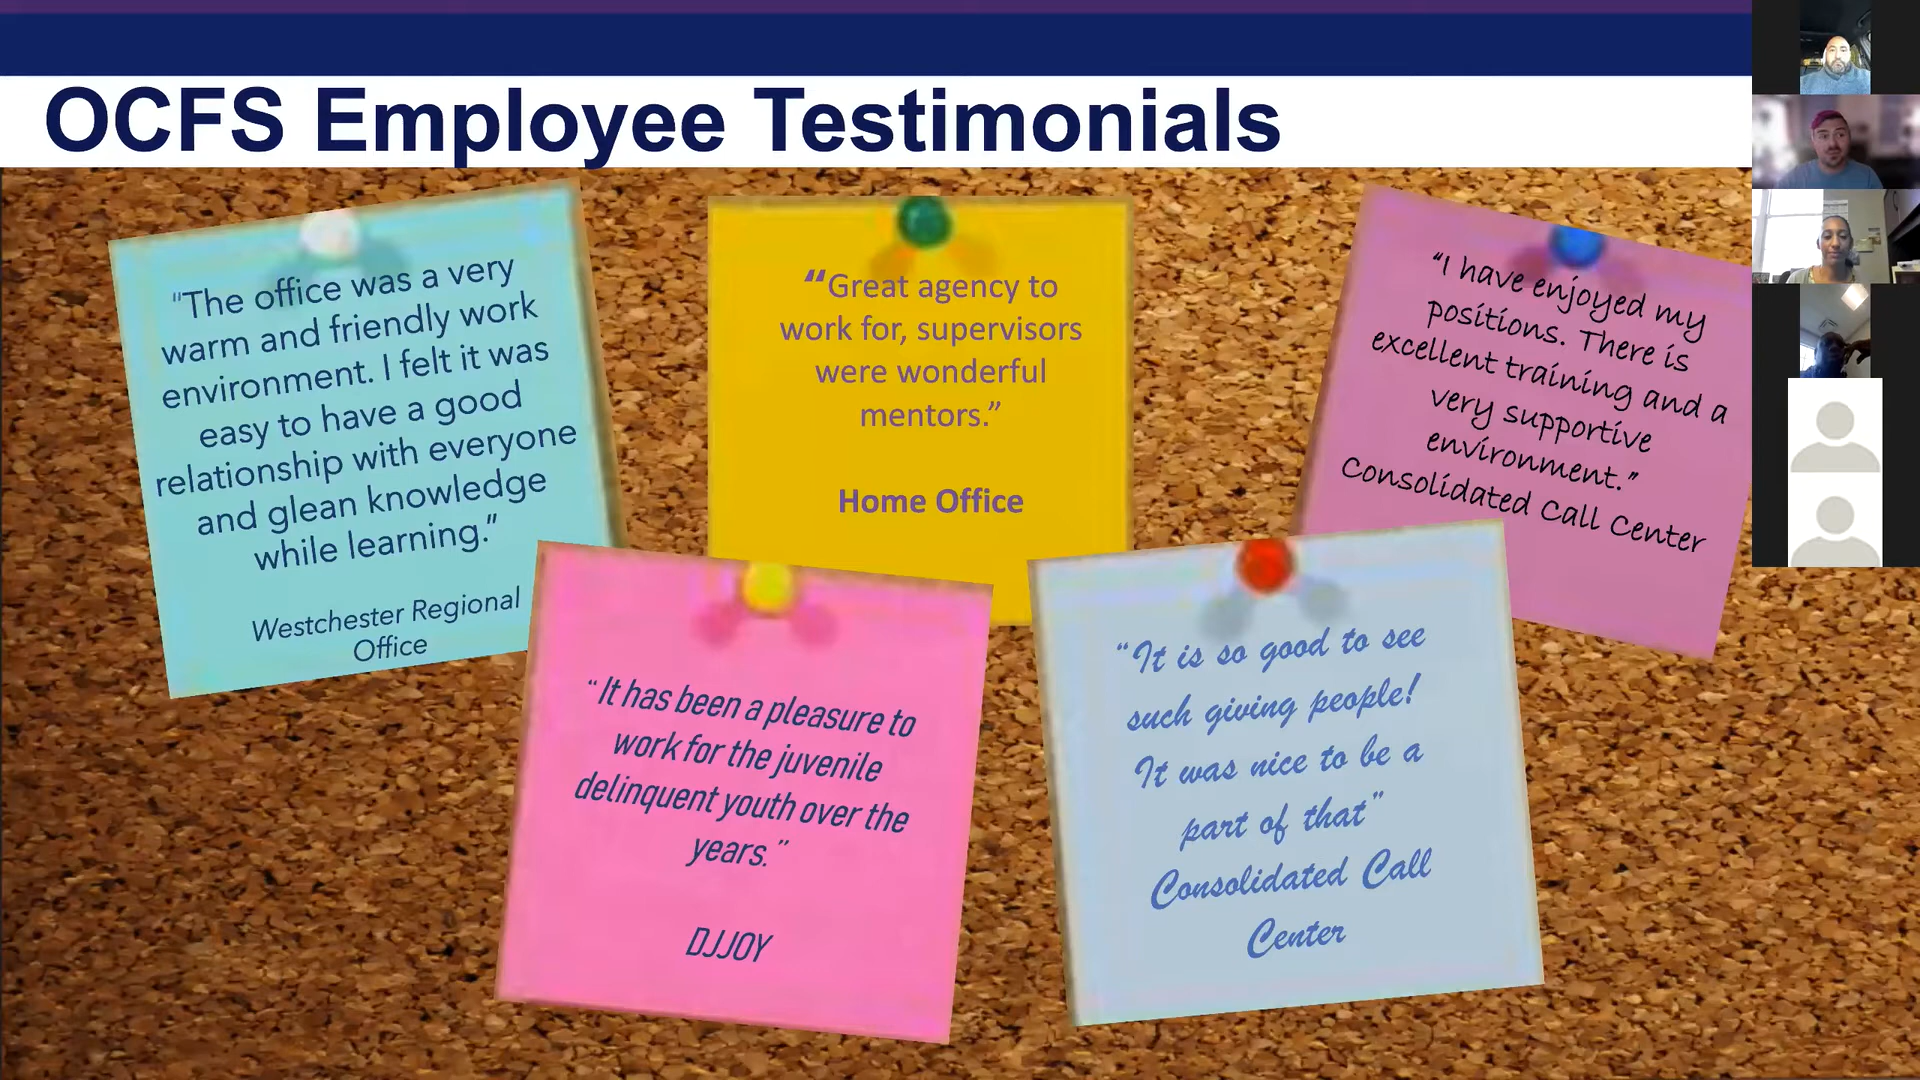 OCFS Employee Testimonials
"The office was a very
warm and friendly work
environment. I felt it was
easy to have a good
relationship with everyone
and glean knowledge
while learning."
Westchester Regional
Office
"Great agency to
work for, supervisors
were wonderful
mentors."
Home Office
"I have enjoyed my
positions. There is
excellent training and a
very supportive
environment."
Consolidated Call Center
"It has been a pleasure to
work for the juvenile
delinquent youth over the
years."
DJJOY
"It is so good to see
such giving people!
It was nice to be a
part of that"
Consolidated Call
Center